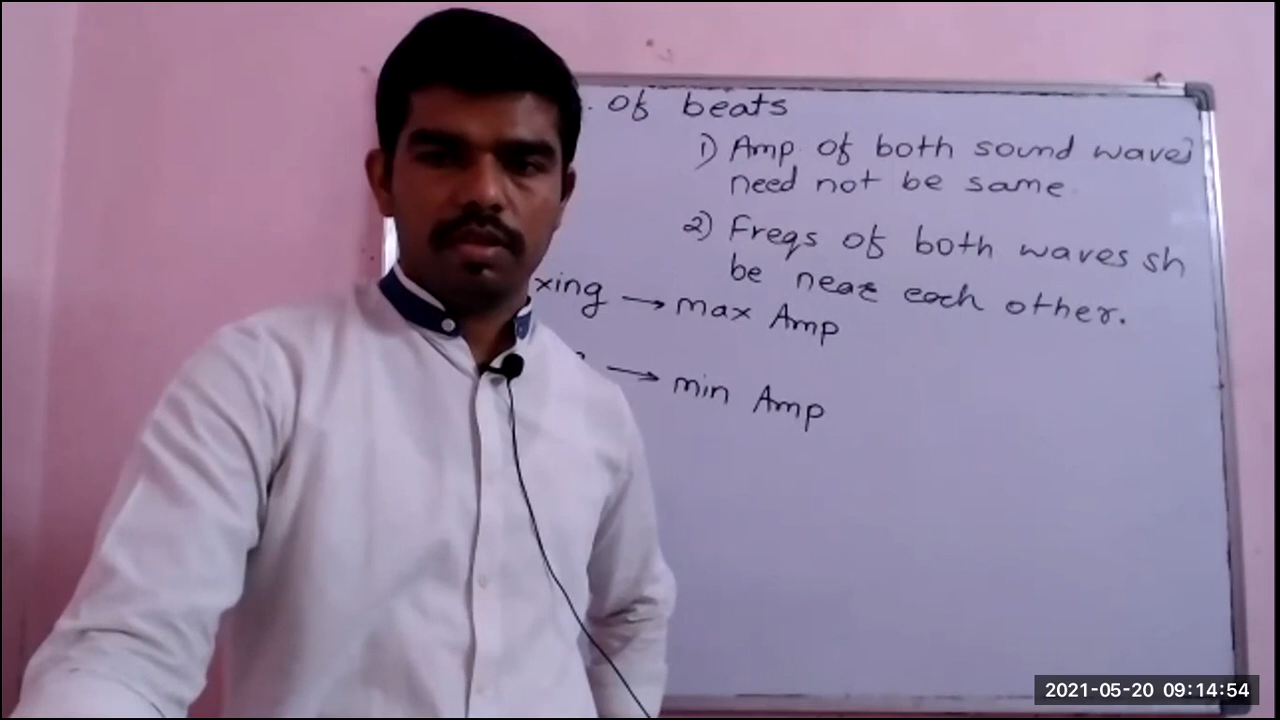 . of beats
1) Amp. of both sound waves
need not be same
2) Freqs of both waves sh
be near each other.
xing → max Amp
→ min Amp
2021-05-20 09:14:54